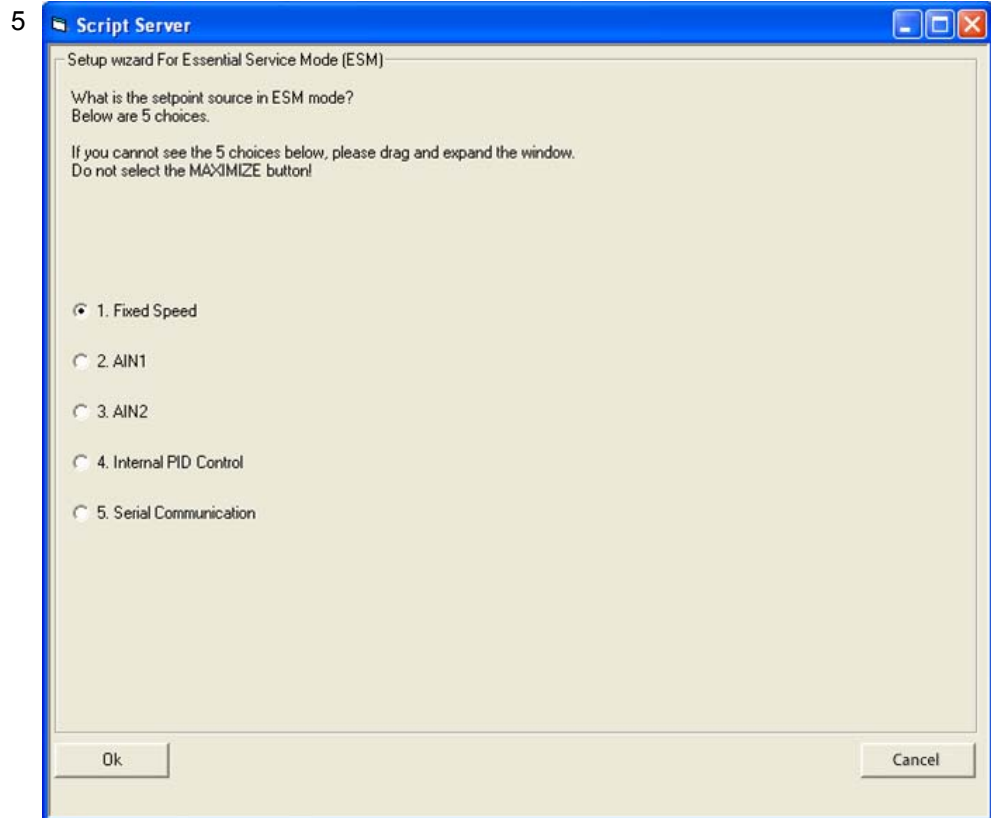 5
Script Server
Setup wizard For Essential Service Mode (ESM)
What is the setpoint source in ESM mode?
Below are 5 choices.
If you cannot see the 5 choices below, please drag and expand the window.
Do not select the MAXIMIZE button!
1. Fixed Speed
2. AIN1
3. AIN2
4. Internal PID Control
5. Serial Communication
Ok
Cancel